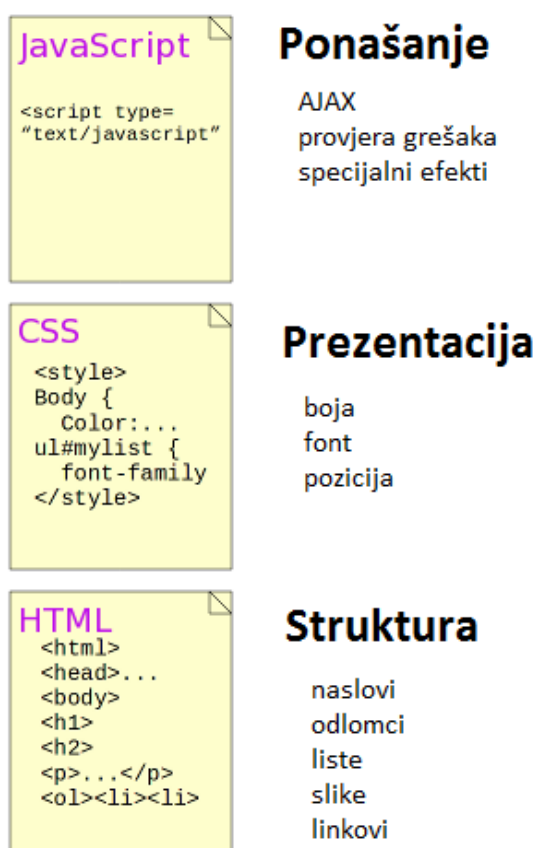 JavaScript
<script type=
“text/javascript”
Ponašanje
AJAX
provjera grešaka
specijalni efekti
CSS
<style>
Body {
Color:...
ul#mylist {
font-family
</style>
Prezentacija
boja
font
pozicija
HTML
<html>
<head>...
<body>
<h1>
<h2>
<p>...</p>
<ol><li><li>
Struktura
naslovi
odlomci
liste
slike
linkovi